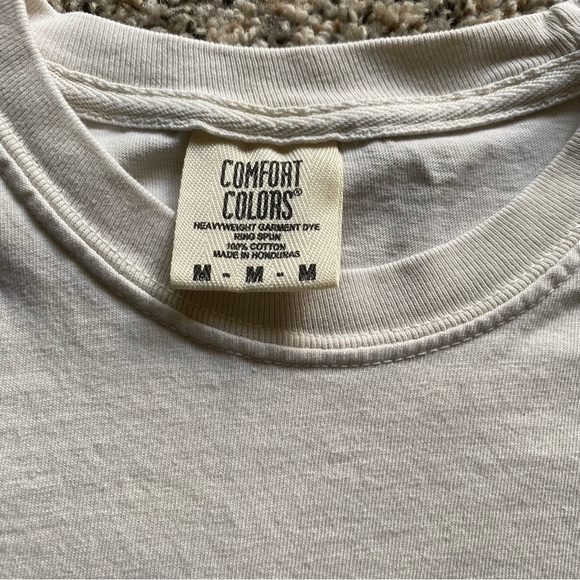 COMFORT
COLORS®
HEAVYWEIGHT GARMENT DYE
RING SPUN
100% COTTON
MADE IN HONDURAS
M - M - M